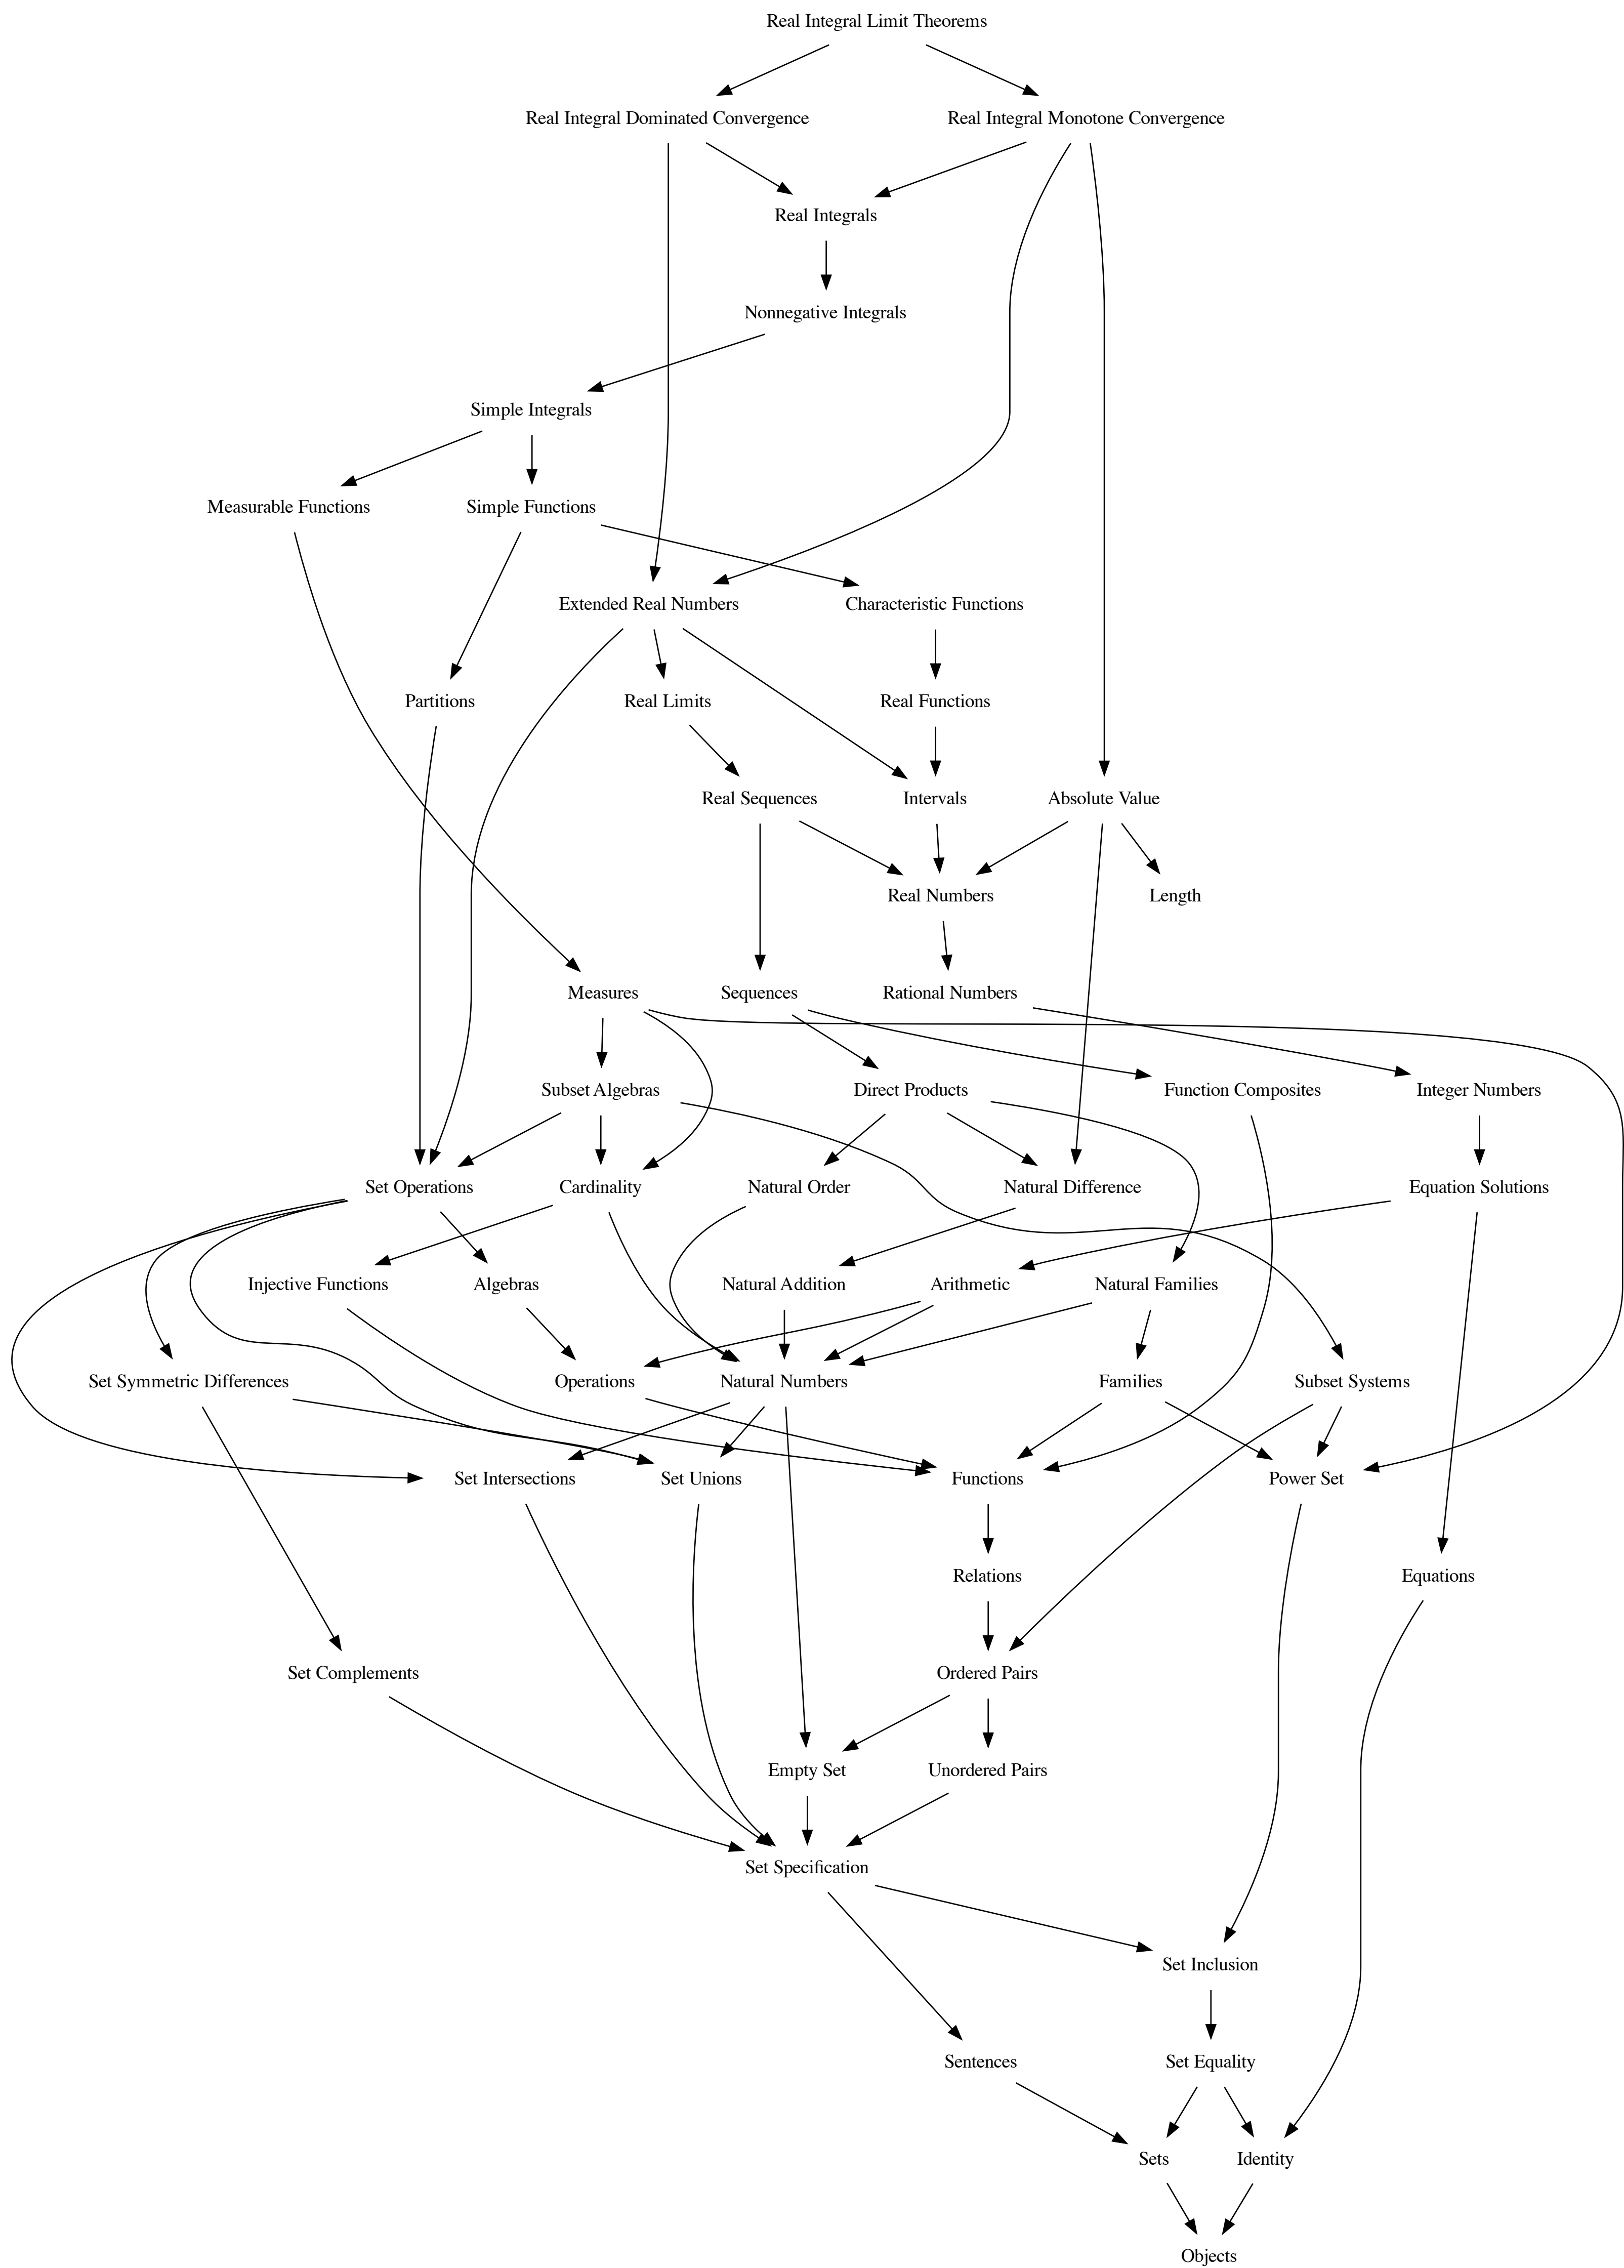 Real Integral Limit Theorems
Real Integral Dominated Convergence
Real Integral Monotone Convergence
Real Integrals
Nonnegative Integrals
Simple Integrals
Measurable Functions
Simple Functions
Extended Real Numbers
Characteristic Functions
Partitions
Real Limits
Real Functions
Real Sequences
Intervals
Absolute Value
Real Numbers
Length
Measures
Sequences
Rational Numbers
Subset Algebras
Direct Products
Function Composites
Integer Numbers
Set Operations
Cardinality
Natural Order
Natural Difference
Equation Solutions
Injective Functions
Algebras
Natural Addition
Arithmetic
Natural Families
Set Symmetric Differences
Operations
Natural Numbers
Families
Subset Systems
Set Intersections
Set Unions
Functions
Power Set
Relations
Equations
Set Complements
Ordered Pairs
Empty Set
Unordered Pairs
Set Specification
Set Inclusion
Sentences
Set Equality
Sets
Identity
Objects